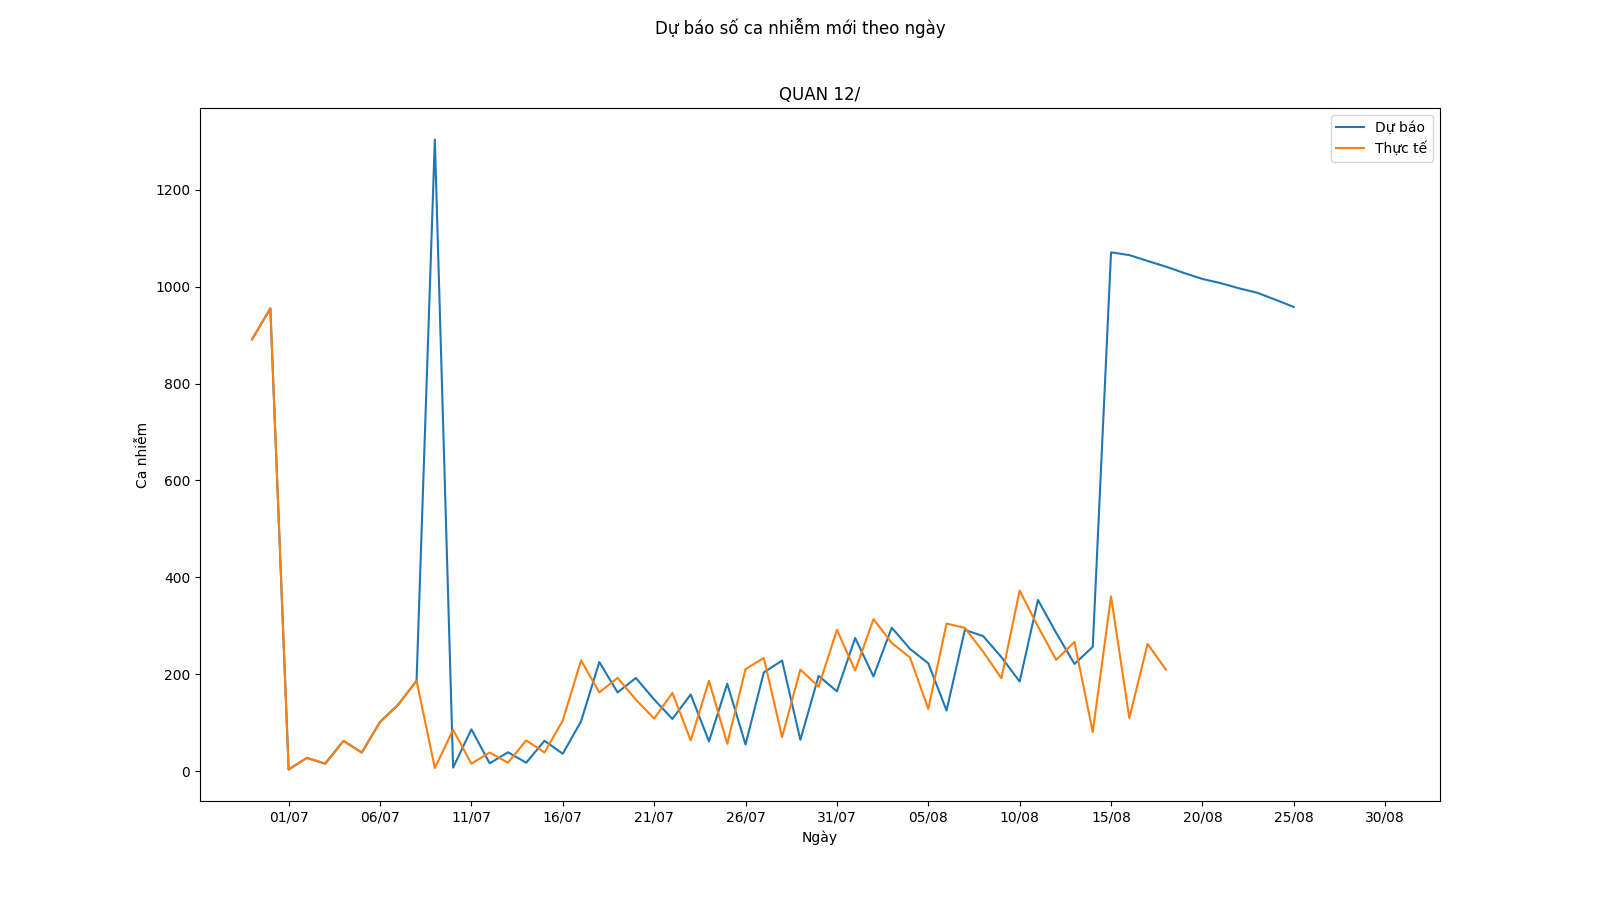 Dự báo số ca nhiễm mới theo ngày
QUAN 12/
Dự báo
Thực tế
1200
1000
800
600
400
200
0
Ca nhiễm
01/07 06/07 11/07 16/07 21/07 26/07 31/07 05/08 10/08 15/08 20/08 25/08 30/08
Ngày